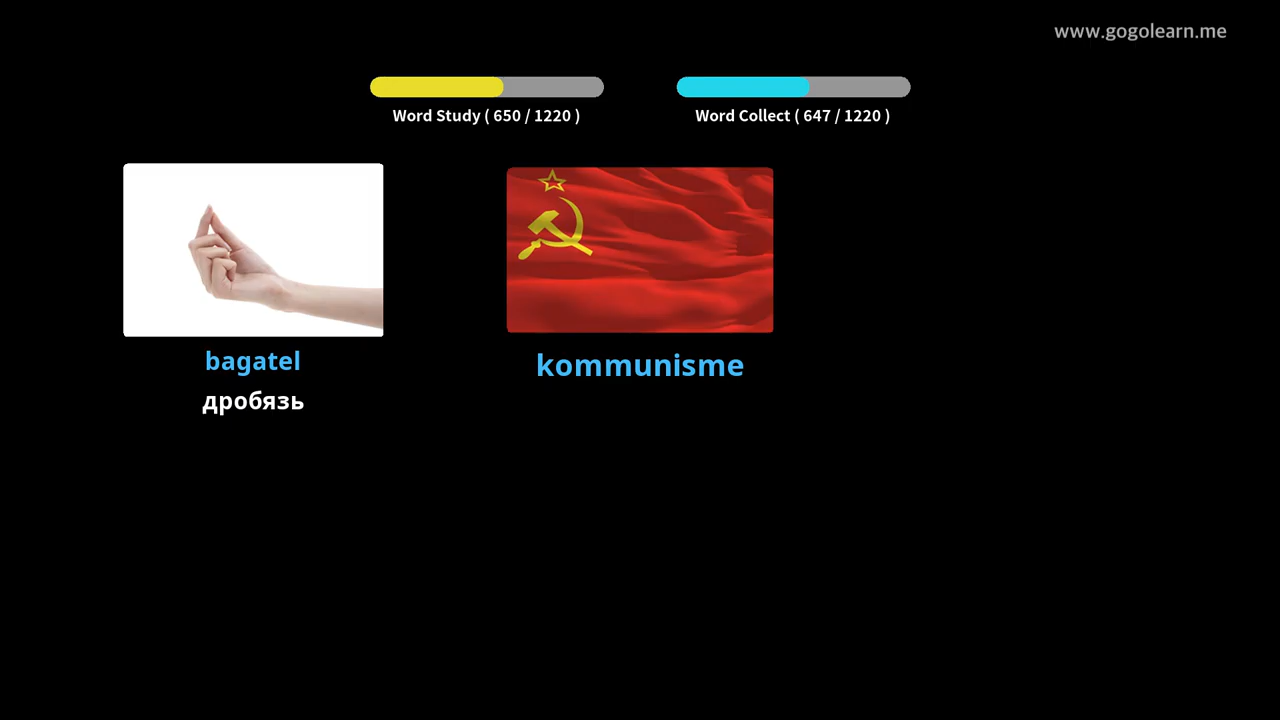 www.gogolearn.me
Word Study ( 650 / 1220 )
Word Collect ( 647 / 1220 )
bagatel
дробязь
kommunisme